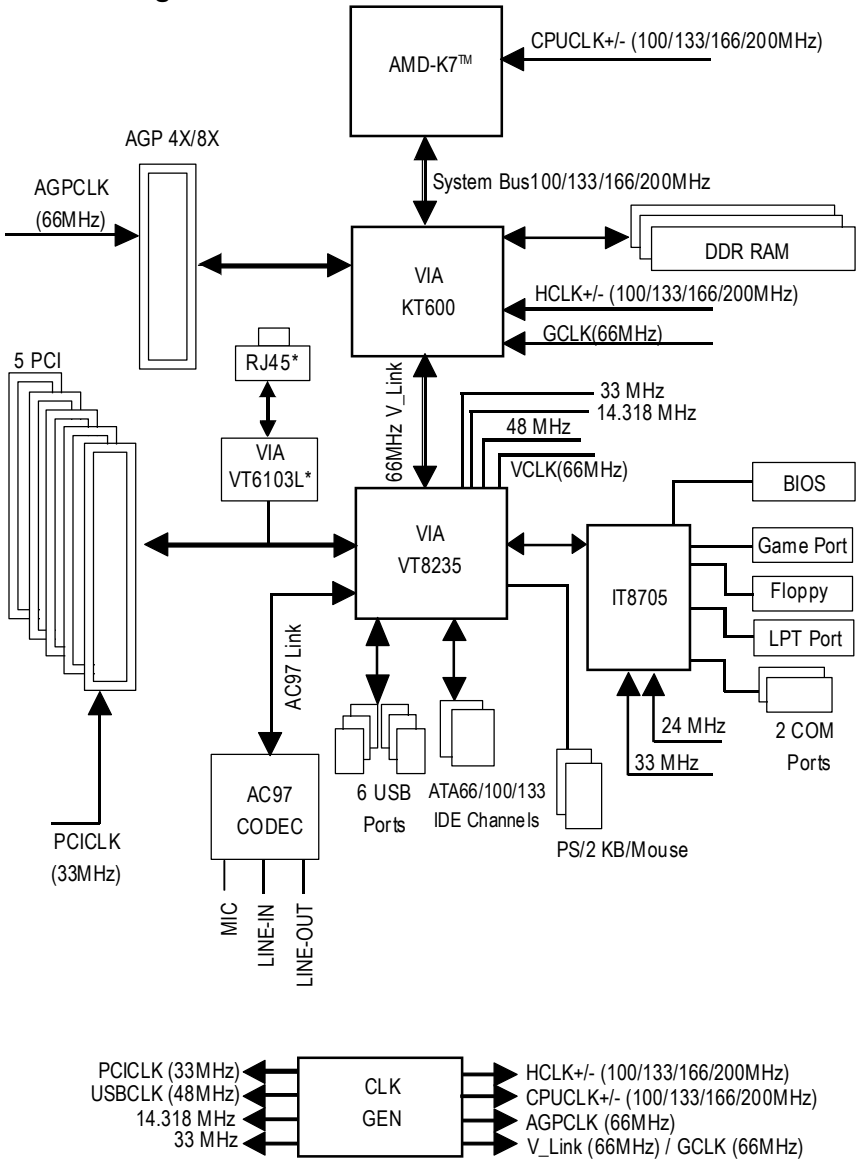 AMD-K7™
CPUCLK+/- (100/133/166/200MHz)
AGP 4X/8X
System Bus100/133/166/200MHz
AGPCLK
(66MHz)
DDR RAM
VIA
KT600
HCLK+/- (100/133/166/200MHz)
GCLK(66MHz)
5 PCI
RJ45*
66MHz V_Link
33 MHz
14.318 MHz
48 MHz
VCLK(66MHz)
VIA
VT6103L*
BIOS
VIA
VT8235
Game Port
IT8705
Floppy
LPT Port
AC97 Link
24 MHz
33 MHz
2 COM
Ports
AC97
CODEC
6 USB
Ports
ATA66/100/133
IDE Channels
PS/2 KB/Mouse
PCICLK
(33MHz)
MIC
LINE-IN
LINE-OUT
PCICLK (33MHz)
USBCLK (48MHz)
14.318 MHz
33 MHz
CLK
GEN
HCLK+/- (100/133/166/200MHz)
CPUCLK+/- (100/133/166/200MHz)
AGPCLK (66MHz)
V_Link (66MHz) / GCLK (66MHz)